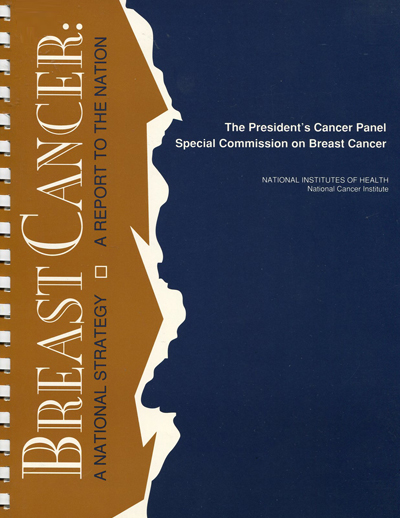 BREAST CANCER:
A NATIONAL STRATEGY □ A REPORT TO THE NATION
The President's Cancer Panel
Special Commission on Breast Cancer
NATIONAL INSTITUTES OF HEALTH
National Cancer Institute